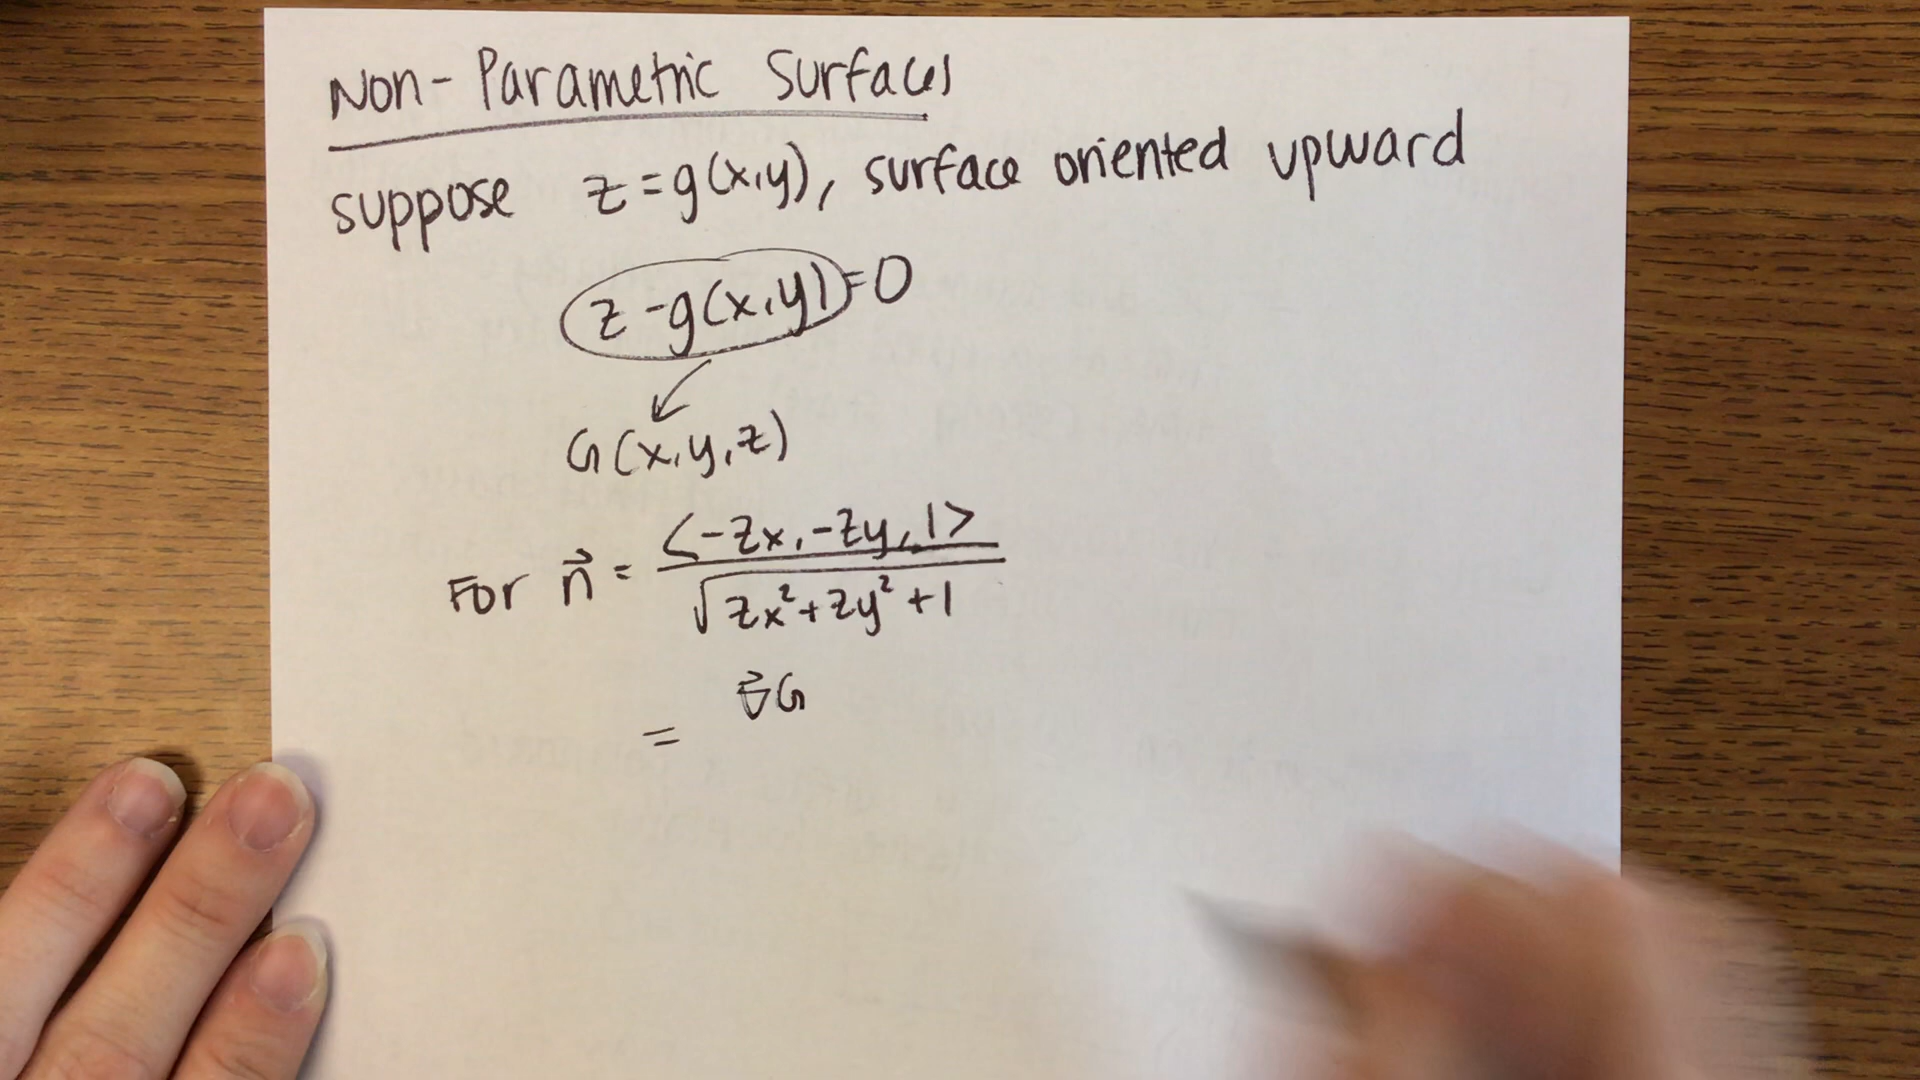 Non-Parametric Surfaces
suppose z = g(x,y), surface oriented upward
z - g(x,y) = 0
G(x,y,z)
For n⃗ = <-zx, -zy, 1>
√zx² + zy² + 1
= ∇⃗G